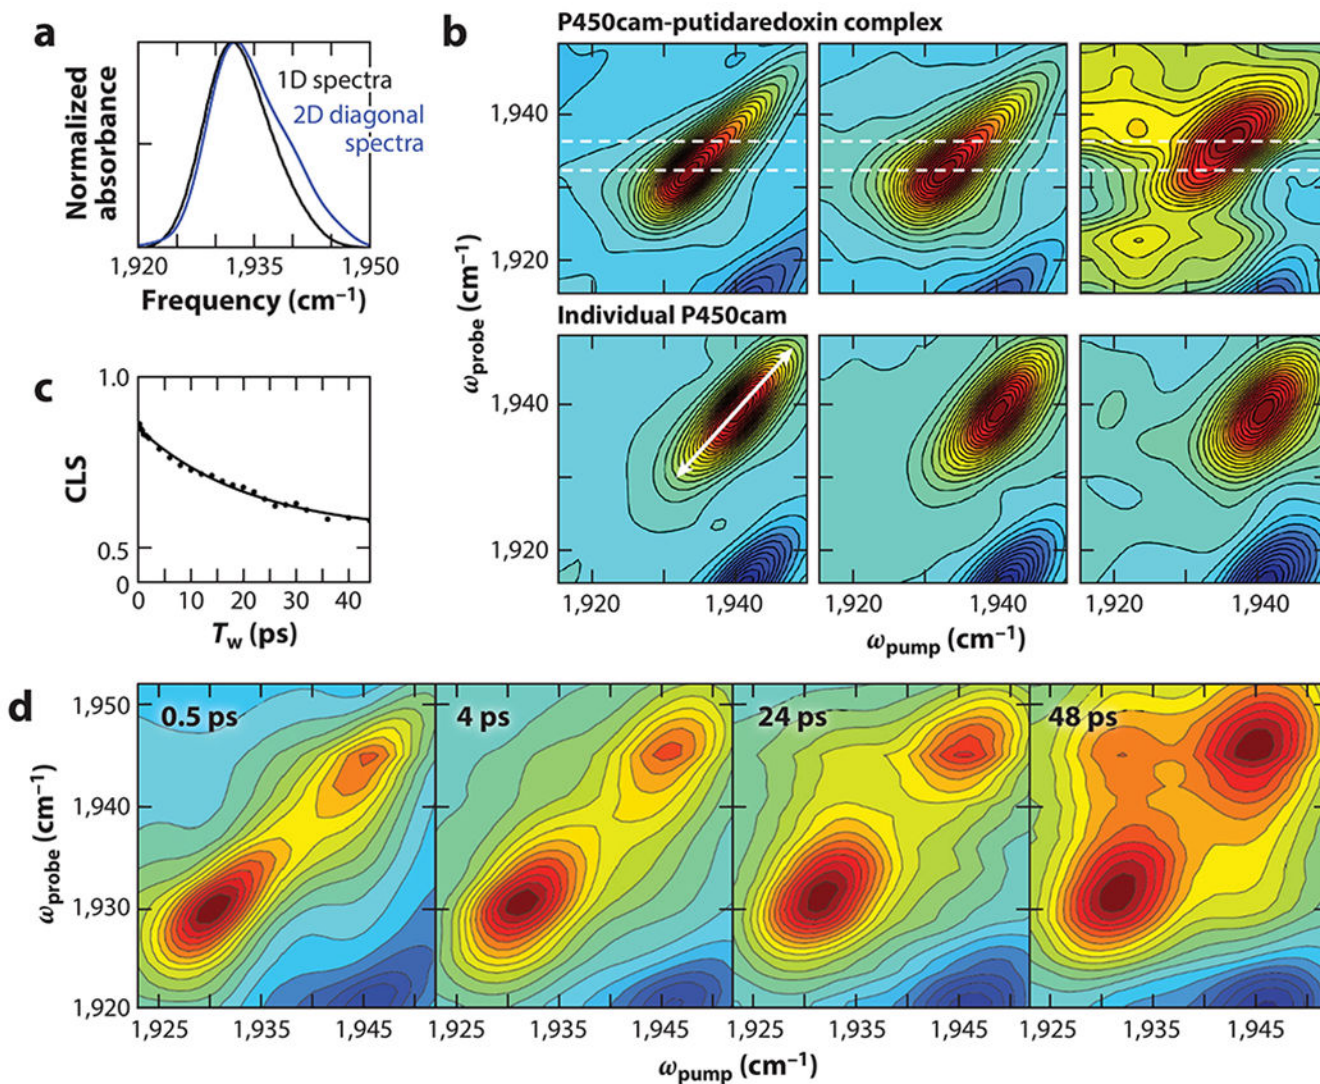 a
Normalized
absorbance
1D spectra
2D diagonal
spectra
1,920
1,935
1,950
Frequency (cm⁻¹)
b
P450cam-putidaredoxin complex
1,940
1,920
Individual P450cam
1,940
1,920
ωprobe (cm⁻¹)
1,920
1,940
1,920
1,940
1,920
1,940
ωpump (cm⁻¹)
c
1.0
0.5
0
CLS
0
10
20
30
40
Tw (ps)
d
0.5 ps
4 ps
24 ps
48 ps
1,950
1,940
1,930
1,920
ωprobe (cm⁻¹)
1,925
1,935
1,945
1,925
1,935
1,945
1,925
1,935
1,945
1,925
1,935
1,945
ωpump (cm⁻¹)